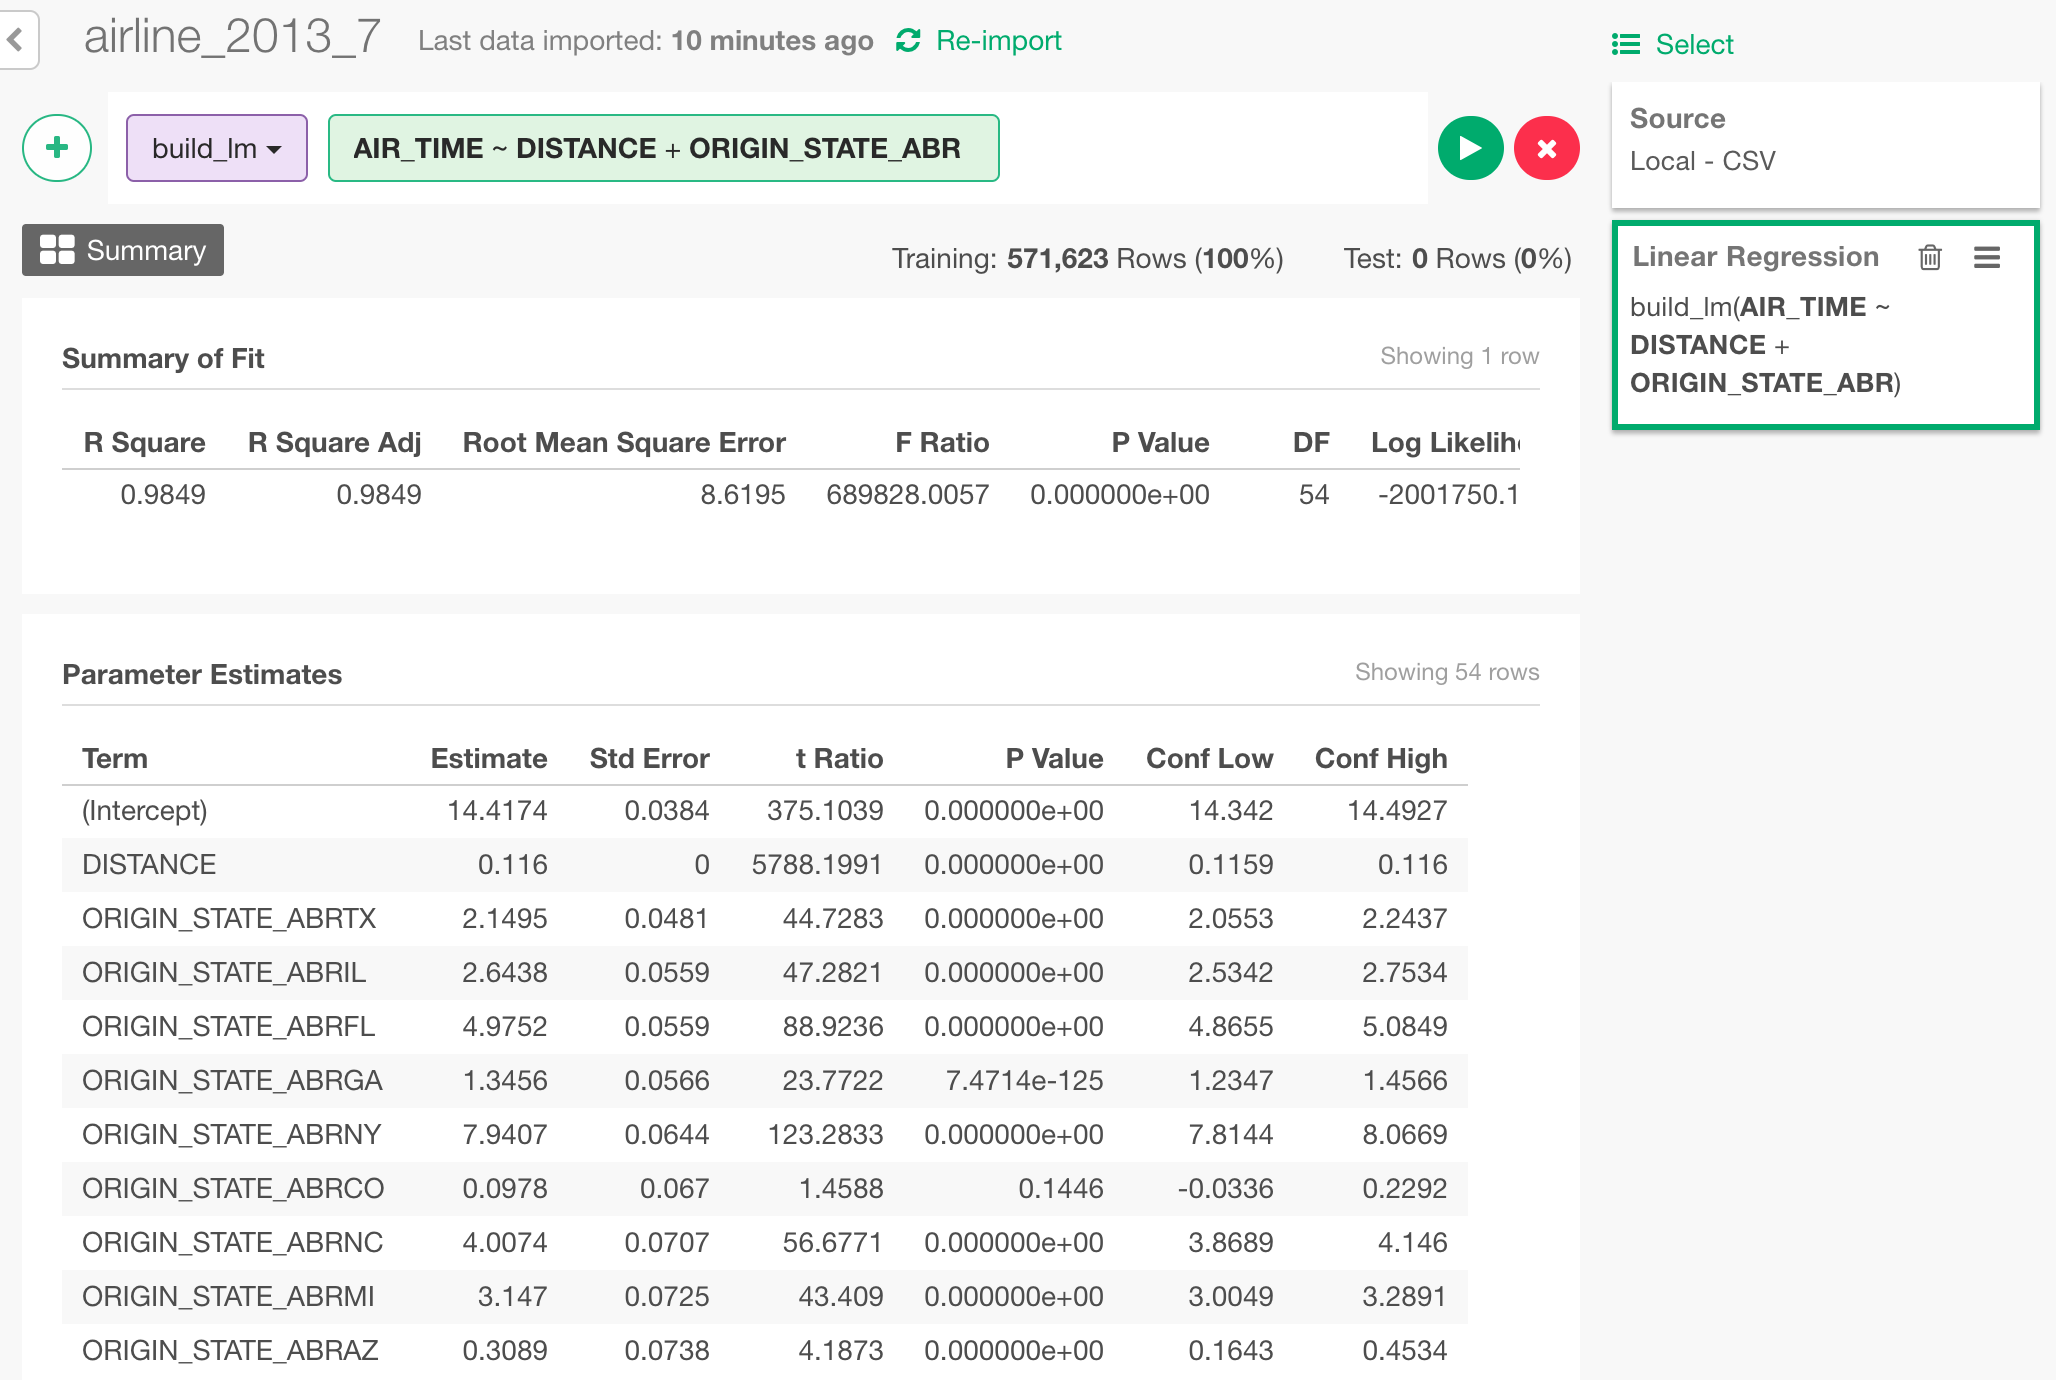 airline_2013_7 Last data imported: 10 minutes ago Re-import
Select
build_lm AIR_TIME ~ DISTANCE + ORIGIN_STATE_ABR
Source
Local - CSV
Summary Training: 571,623 Rows (100%) Test: 0 Rows (0%)
Linear Regression
build_lm(AIR_TIME ~
DISTANCE +
ORIGIN_STATE_ABR)
Summary of Fit Showing 1 row
R Square R Square Adj Root Mean Square Error F Ratio P Value DF Log Likelih
0.9849 0.9849 8.6195 689828.0057 0.000000e+00 54 -2001750.1
Parameter Estimates Showing 54 rows
Term Estimate Std Error t Ratio P Value Conf Low Conf High
(Intercept) 14.4174 0.0384 375.1039 0.000000e+00 14.342 14.4927
DISTANCE 0.116 0 5788.1991 0.000000e+00 0.1159 0.116
ORIGIN_STATE_ABRTX 2.1495 0.0481 44.7283 0.000000e+00 2.0553 2.2437
ORIGIN_STATE_ABRIL 2.6438 0.0559 47.2821 0.000000e+00 2.5342 2.7534
ORIGIN_STATE_ABRFL 4.9752 0.0559 88.9236 0.000000e+00 4.8655 5.0849
ORIGIN_STATE_ABRGA 1.3456 0.0566 23.7722 7.4714e-125 1.2347 1.4566
ORIGIN_STATE_ABRNY 7.9407 0.0644 123.2833 0.000000e+00 7.8144 8.0669
ORIGIN_STATE_ABRCO 0.0978 0.067 1.4588 0.1446 -0.0336 0.2292
ORIGIN_STATE_ABRNC 4.0074 0.0707 56.6771 0.000000e+00 3.8689 4.146
ORIGIN_STATE_ABRMI 3.147 0.0725 43.409 0.000000e+00 3.0049 3.2891
ORIGIN_STATE_ABRAZ 0.3089 0.0738 4.1873 0.000000e+00 0.1643 0.4534